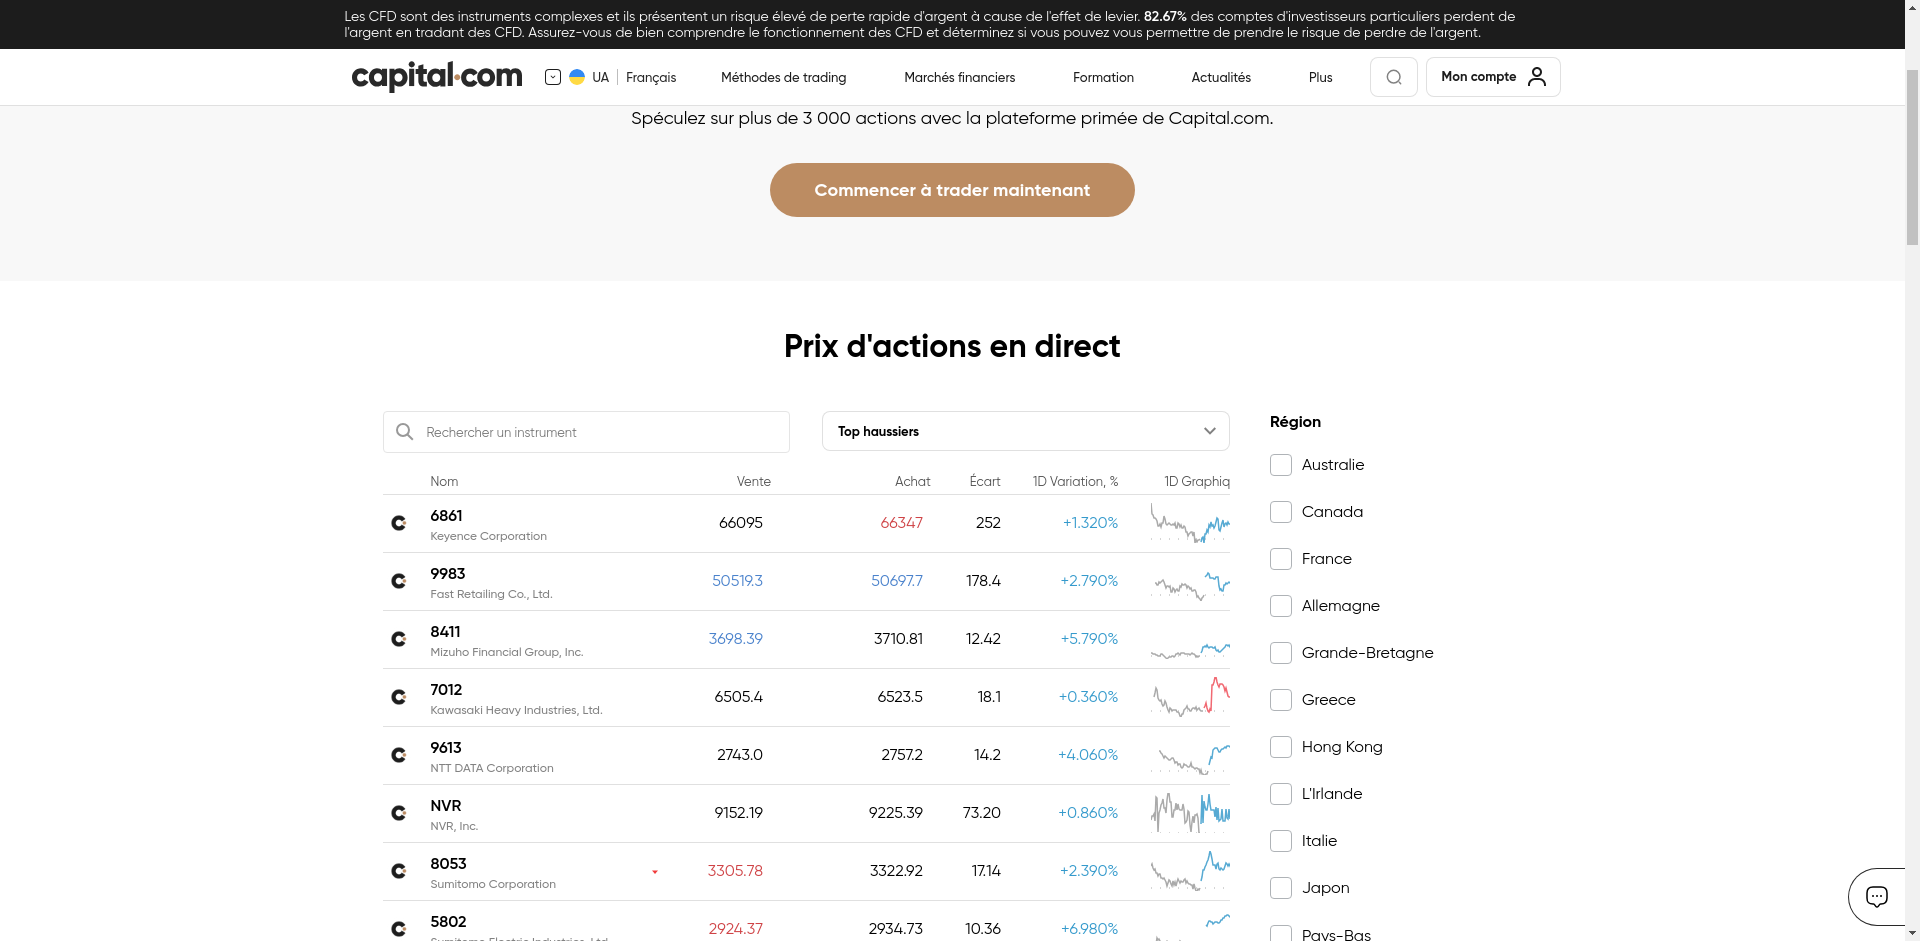 Les CFD sont des instruments complexes et ils présentent un risque élevé de perte rapide d'argent à cause de l'effet de levier. 82.67% des comptes d'investisseurs particuliers perdent de
l'argent en tradant des CFD. Assurez-vous de bien comprendre le fonctionnement des CFD et déterminez si vous pouvez vous permettre de prendre le risque de perdre de l'argent.
capital.com UA Français Méthodes de trading Marchés financiers Formation Actualités Plus Mon compte
Spéculez sur plus de 3 000 actions avec la plateforme primée de Capital.com.
Commencer à trader maintenant
Prix d'actions en direct
Rechercher un instrument
Top haussiers
Nom Vente Achat Écart 1D Variation, % 1D Graphiq
6861 66095 66347 252 +1.320%
Keyence Corporation
9983 50519.3 50697.7 178.4 +2.790%
Fast Retailing Co., Ltd.
8411 3698.39 3710.81 12.42 +5.790%
Mizuho Financial Group, Inc.
7012 6505.4 6523.5 18.1 +0.360%
Kawasaki Heavy Industries, Ltd.
9613 2743.0 2757.2 14.2 +4.060%
NTT DATA Corporation
NVR 9152.19 9225.39 73.20 +0.860%
NVR, Inc.
8053 3305.78 3322.92 17.14 +2.390%
Sumitomo Corporation
5802 2924.37 2934.73 10.36 +6.980%
Sumitomo Electric Industries, Ltd.
Région
Australie
Canada
France
Allemagne
Grande-Bretagne
Greece
Hong Kong
L'Irlande
Italie
Japon
Pays-Bas